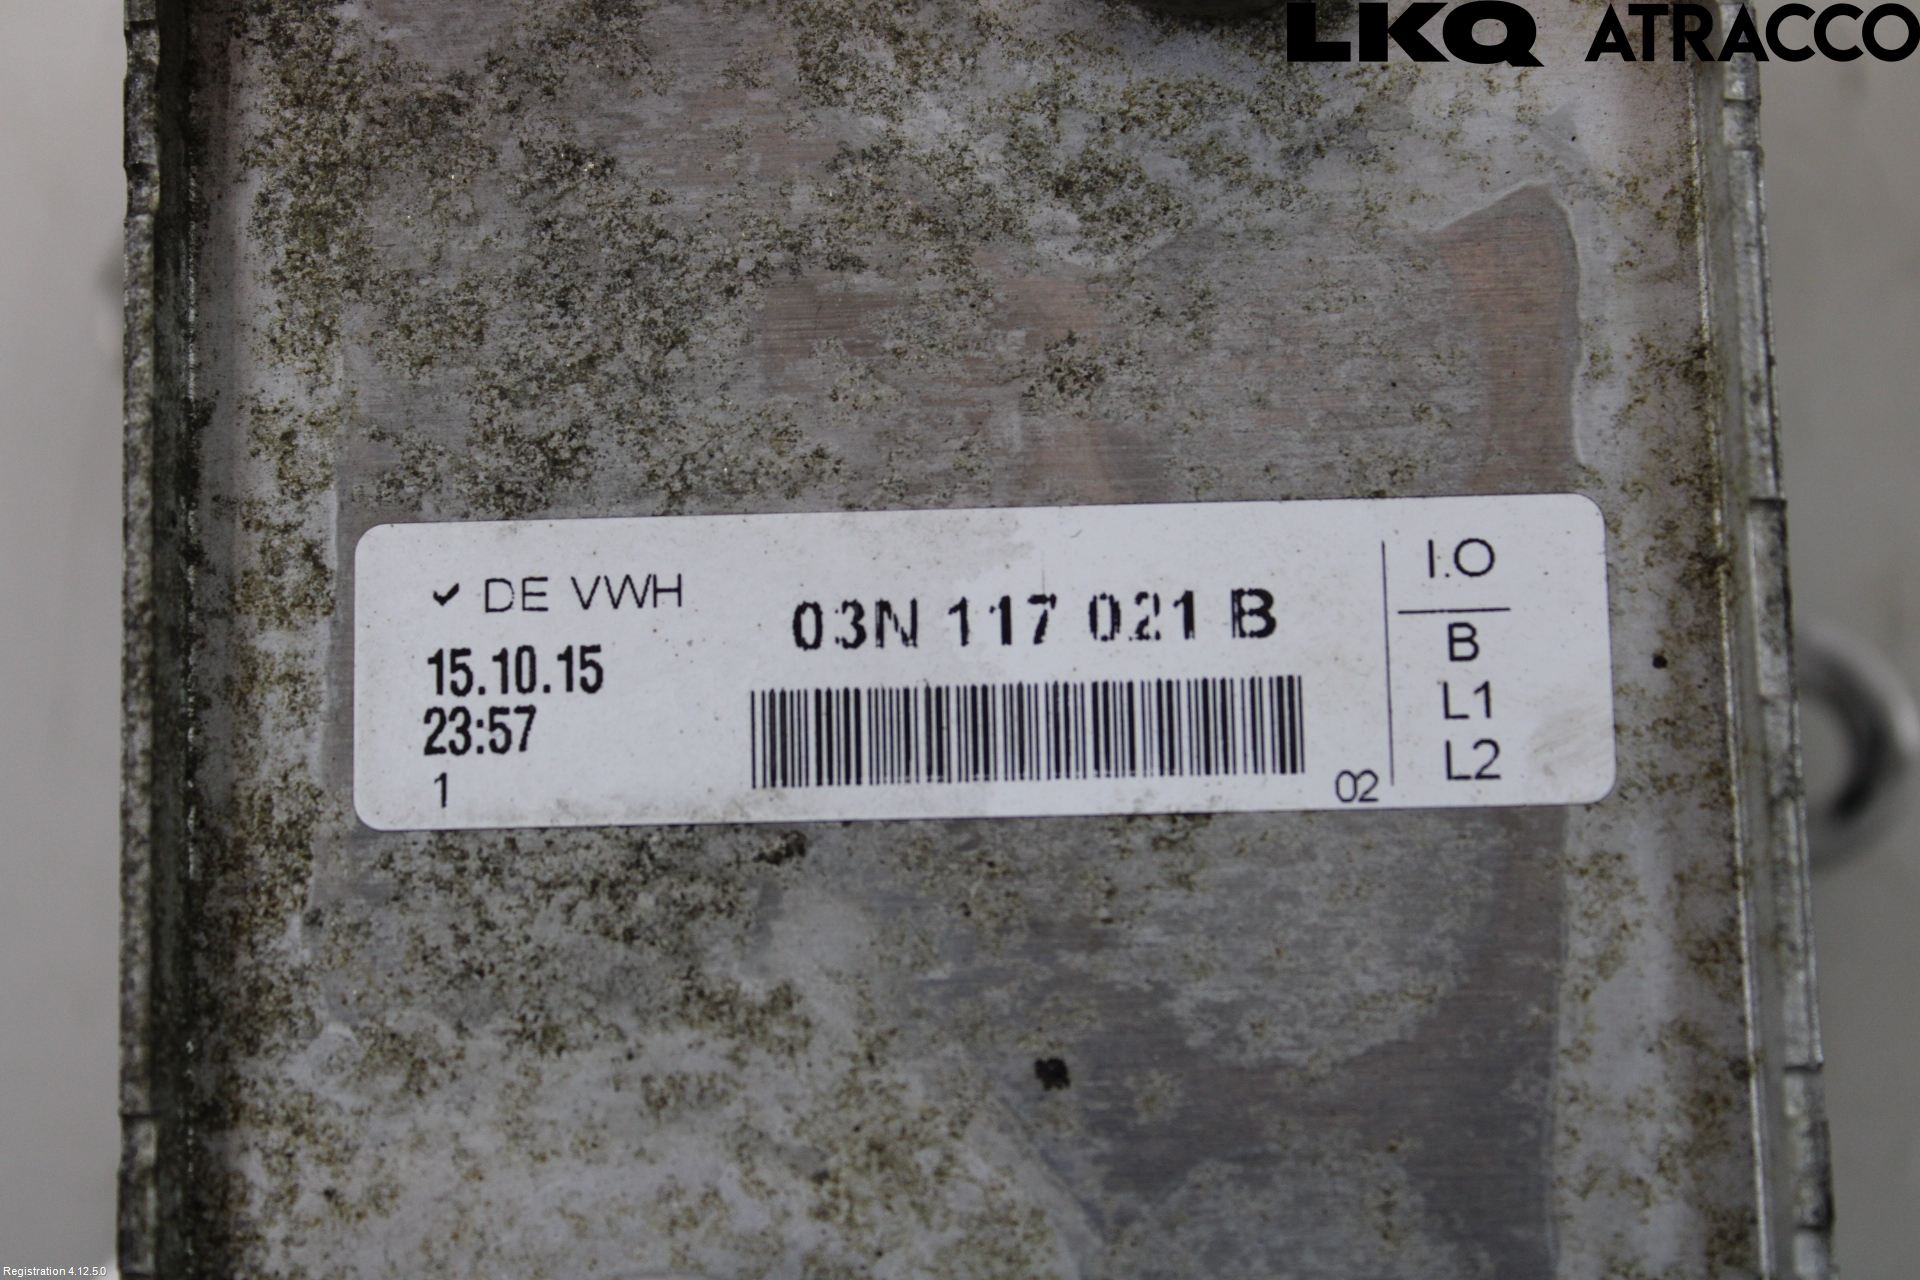 LKQ ATRACCO
✓ DE VWH
15.10.15
23:57
1
03N 117 021 B
02
I.O
B
L1
L2
Registration 4.12.5.0